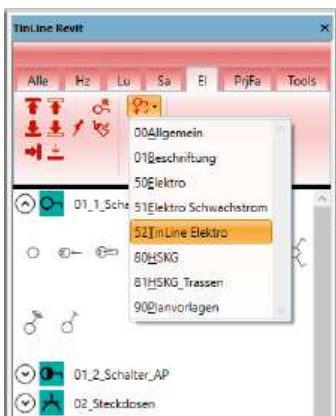 TinLine Revit
Alle Hz Lu Sa El PrjFa Tools
00Allgemein
01Beschriftung
50Elektro
01_1_Scha
51Elektro Schwachstrom
52TinLine Elektro
80HSKG
81HSKG_Trassen
90Planvorlagen
01_2_Schalter_AP
02_Steckdosen